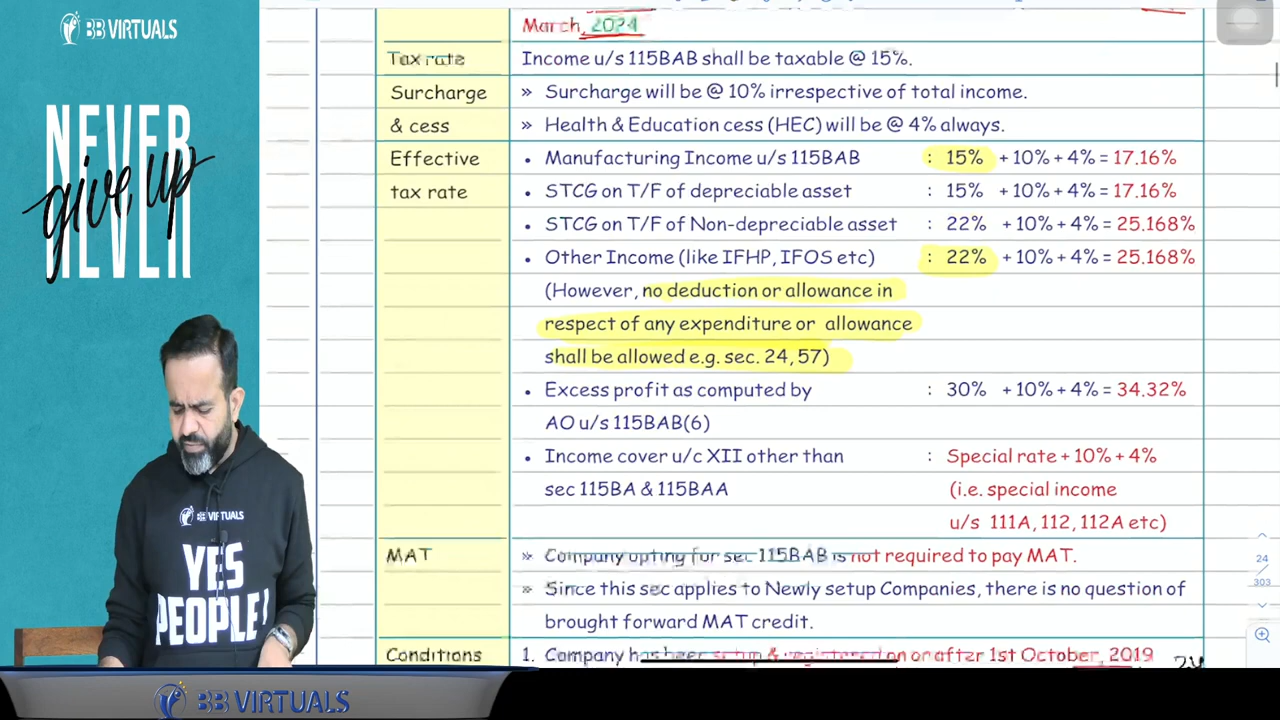 BB VIRTUALS
NEVER
give up
NEVER
BB VIRTUALS
YES
PEOPLE!
BB VIRTUALS
March, 2024
Tax rate Income u/s 115BAB shall be taxable @ 15%.
Surcharge » Surcharge will be @ 10% irrespective of total income.
& cess » Health & Education cess (HEC) will be @ 4% always.
Effective • Manufacturing Income u/s 115BAB : 15% + 10% + 4% = 17.16%
tax rate • STCG on T/F of depreciable asset : 15% + 10% + 4% = 17.16%
• STCG on T/F of Non-depreciable asset : 22% + 10% + 4% = 25.168%
• Other Income (like IFHP, IFOS etc) : 22% + 10% + 4% = 25.168%
(However, no deduction or allowance in
respect of any expenditure or allowance
shall be allowed e.g. sec. 24, 57)
• Excess profit as computed by : 30% + 10% + 4% = 34.32%
AO u/s 115BAB(6)
• Income cover u/c XII other than : Special rate + 10% + 4%
sec 115BA & 115BAA (i.e. special income
u/s 111A, 112, 112A etc)
MAT » Company opting for sec 115BAB is not required to pay MAT.
» Since this sec applies to Newly setup Companies, there is no question of
brought forward MAT credit.
Conditions 1. Company has been setup & registered on or after 1st October, 2019
24
303